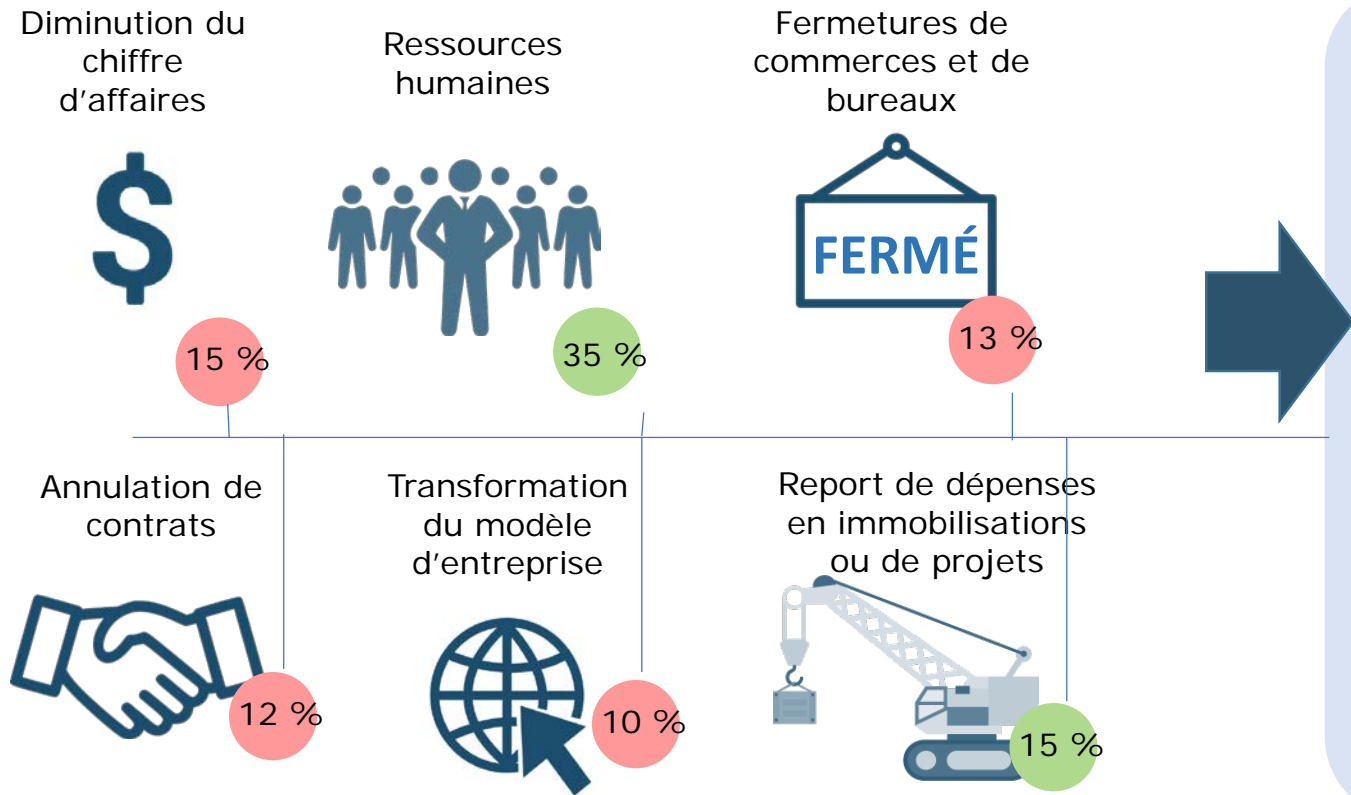 Diminution du
chiffre
d'affaires
15 %
Ressources
humaines
35 %
Fermetures de
commerces et de
bureaux
FERMÉ
13 %
Annulation de
contrats
12 %
Transformation
du modèle
d'entreprise
10 %
Report de dépenses
en immobilisations
ou de projets
15 %